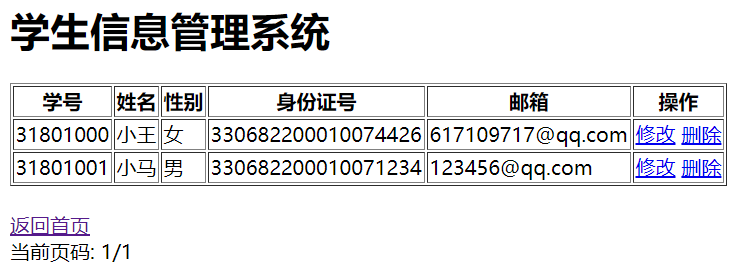 学生信息管理系统
学号 姓名 性别 身份证号 邮箱 操作
31801000 小王 女 330682200010074426 617109717@qq.com 修改 删除
31801001 小马 男 330682200010071234 123456@qq.com 修改 删除
返回首页
当前页码: 1/1